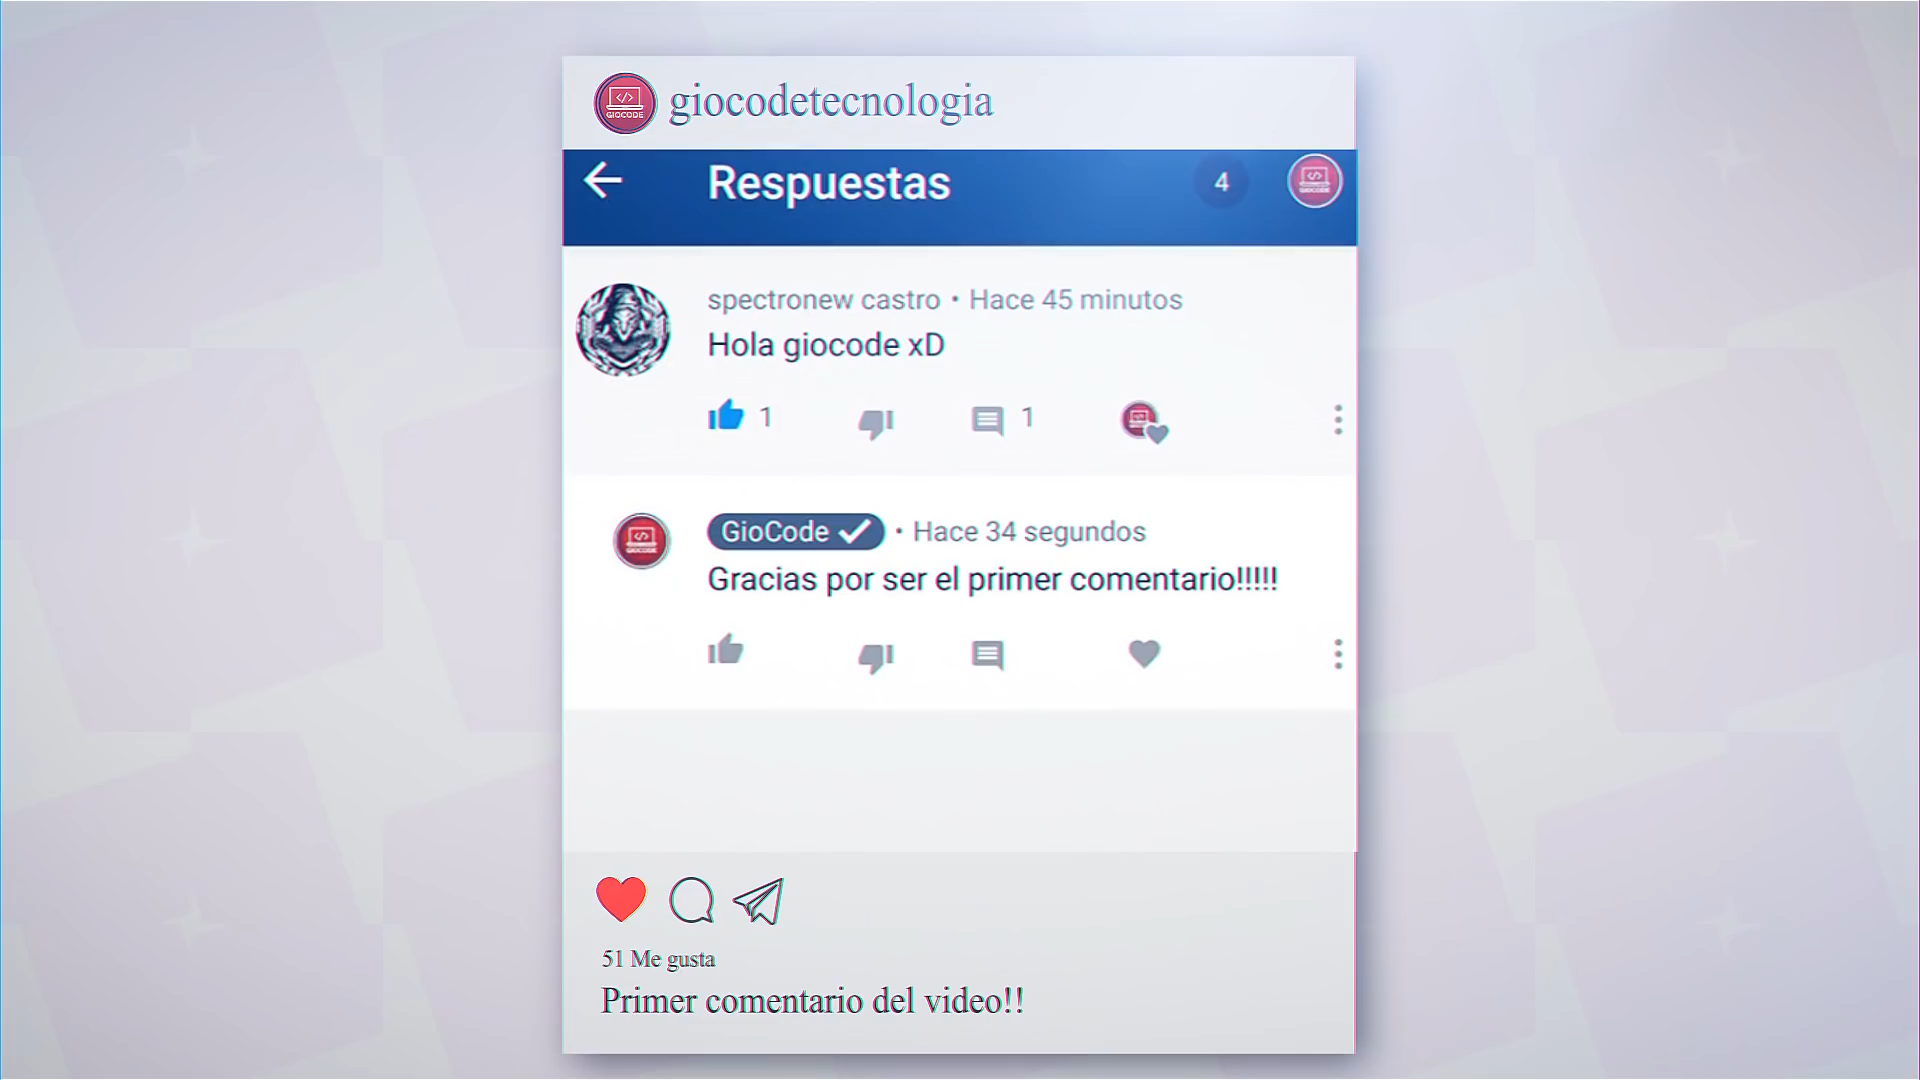 giocodetecnologia
Respuestas 4
spectronew castro • Hace 45 minutos
Hola giocode xD
1 1
GioCode • Hace 34 segundos
Gracias por ser el primer comentario!!!!!
51 Me gusta
Primer comentario del video!!